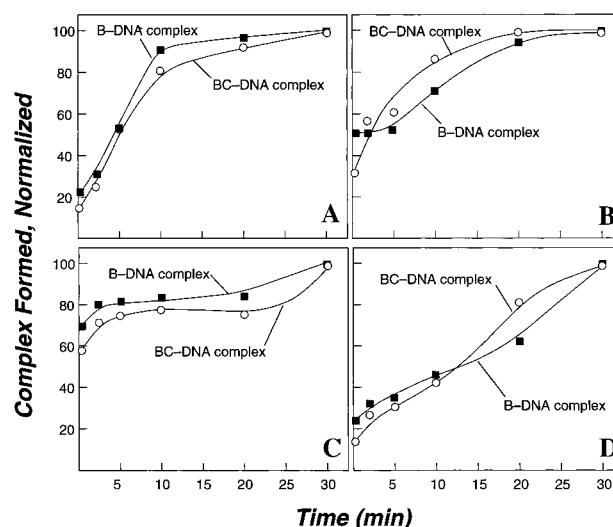 Complex Formed, Normalized
100
80
60
40
20
B–DNA complex
BC–DNA complex
A
BC–DNA complex
B–DNA complex
B
100
80
60
40
20
B–DNA complex
BC–DNA complex
C
BC–DNA complex
B–DNA complex
D
5 10 15 20 25 30
5 10 15 20 25 30
Time (min)